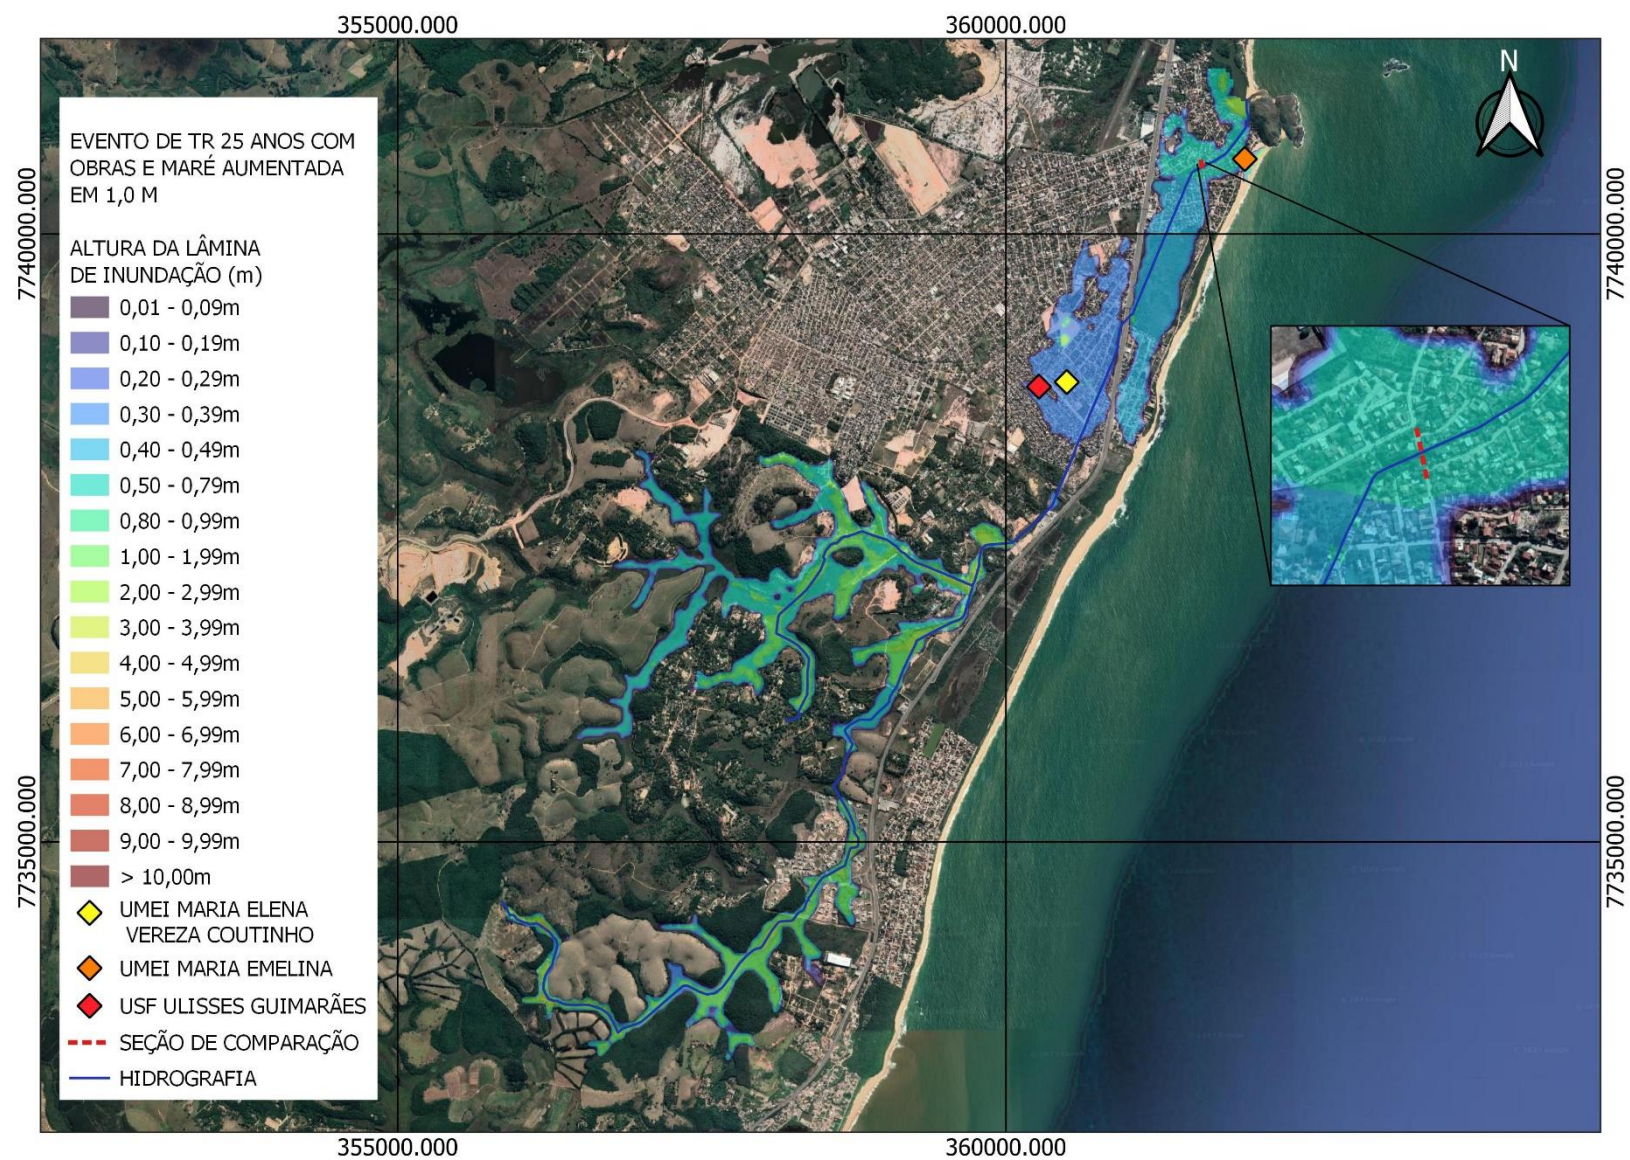 355000.000
360000.000
N
7740000.000
7740000.000
EVENTO DE TR 25 ANOS COM
OBRAS E MARÉ AUMENTADA
EM 1,0 M
ALTURA DA LÂMINA
DE INUNDAÇÃO (m)
0,01 - 0,09m
0,10 - 0,19m
0,20 - 0,29m
0,30 - 0,39m
0,40 - 0,49m
0,50 - 0,79m
0,80 - 0,99m
1,00 - 1,99m
2,00 - 2,99m
3,00 - 3,99m
4,00 - 4,99m
5,00 - 5,99m
6,00 - 6,99m
7,00 - 7,99m
8,00 - 8,99m
9,00 - 9,99m
> 10,00m
UMEI MARIA ELENA
VEREZA COUTINHO
UMEI MARIA EMELINA
USF ULISSES GUIMARÃES
SEÇÃO DE COMPARAÇÃO
HIDROGRAFIA
7735000.000
7735000.000
355000.000
360000.000